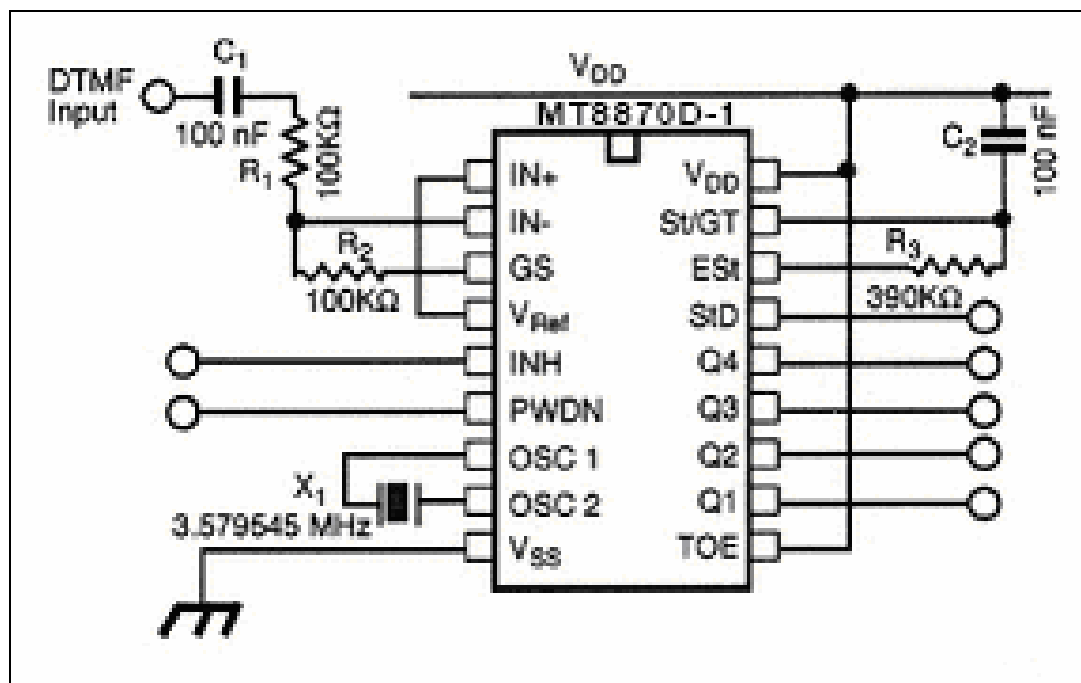 DTMF
Input
C1
100 nF
R1
100KΩ
R2
100KΩ
VDD
MT8870D-1
C2
100 nF
R3
390KΩ
IN+
IN-
GS
VRef
INH
PWDN
OSC 1
OSC 2
VSS
X1
3.579545 MHz
VDD
St/GT
ESt
StD
Q4
Q3
Q2
Q1
TOE